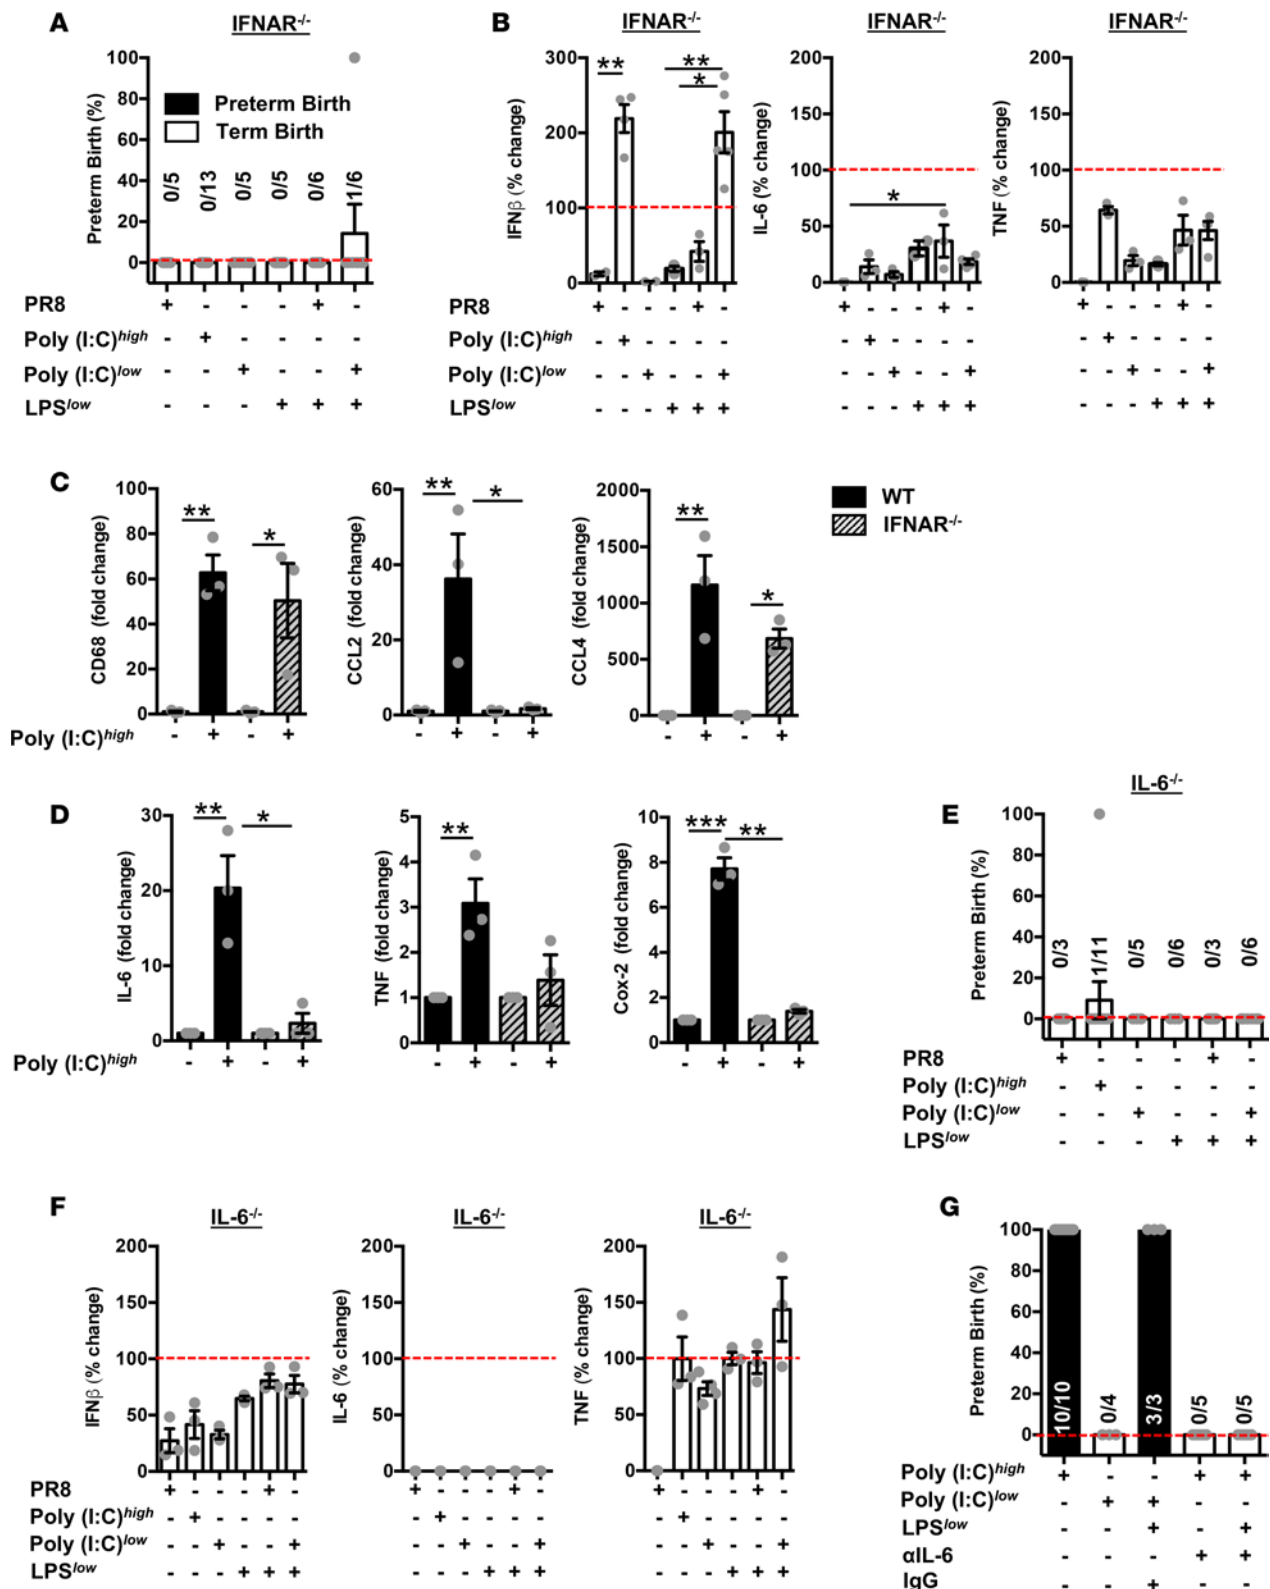 A
IFNAR-/-
Preterm Birth (%)
100
80
60
40
20
0
Preterm Birth
Term Birth
0/5
0/13
0/5
0/5
0/6
1/6
PR8 + - - - + -
Poly (I:C)high - + - - - -
Poly (I:C)low - - + - - +
LPSlow - - - + + +
B
IFNAR-/-
IFNβ (% change)
300
200
100
0
**
**
*
PR8 + - - - + -
Poly (I:C)high - + - - - -
Poly (I:C)low - - + - - +
LPSlow - - - + + +
IFNAR-/-
IL-6 (% change)
200
150
100
50
0
*
+ - - - + -
- + - - - -
- - + - - +
- - - + + +
IFNAR-/-
TNF (% change)
200
150
100
50
0
+ - - - + -
- + - - - -
- - + - - +
- - - + + +
C
CD68 (fold change)
100
80
60
40
20
0
**
*
Poly (I:C)high - + - +
CCL2 (fold change)
60
40
20
0
**
*
- + - +
CCL4 (fold change)
2000
1500
1000
500
0
**
*
- + - +
WT
IFNAR-/-
D
IL-6 (fold change)
30
20
10
0
**
*
Poly (I:C)high - + - +
TNF (fold change)
5
4
3
2
1
0
**
- + - +
Cox-2 (fold change)
10
8
6
4
2
0
***
**
- + - +
E
IL-6-/-
Preterm Birth (%)
100
80
60
40
20
0
0/3
1/11
0/5
0/6
0/3
0/6
PR8 + - - - + -
Poly (I:C)high - + - - - -
Poly (I:C)low - - + - - +
LPSlow - - - + + +
F
IL-6-/-
IFNβ (% change)
200
150
100
50
0
PR8 + - - - + -
Poly (I:C)high - + - - - -
Poly (I:C)low - - + - - +
LPSlow - - - + + +
IL-6-/-
IL-6 (% change)
200
150
100
50
0
+ - - - + -
- + - - - -
- - + - - +
- - - + + +
IL-6-/-
TNF (% change)
200
150
100
50
0
+ - - - + -
- + - - - -
- - + - - +
- - - + + +
G
Preterm Birth (%)
100
80
60
40
20
0
10/10
0/4
3/3
0/5
0/5
Poly (I:C)high + - - + +
Poly (I:C)low - + + - -
LPSlow - - + - +
αIL-6 - - - + +
IgG - - + - -